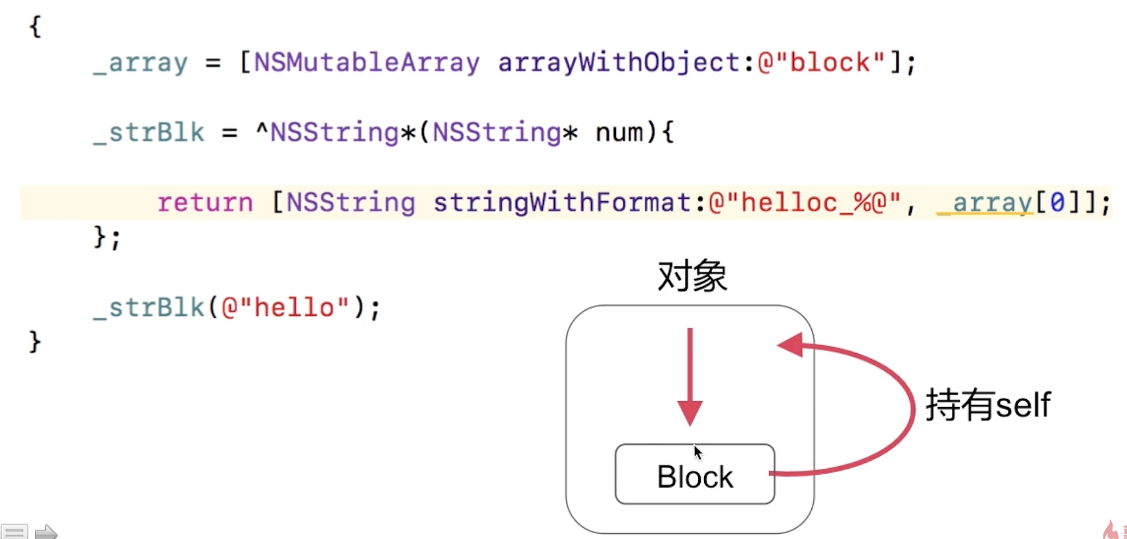 {
_array = [NSMutableArray arrayWithObject:@"block"];
_strBlk = ^NSString*(NSString* num){
return [NSString stringWithFormat:@"helloc_%@", _array[0]];
};
_strBlk(@"hello");
}
对象
持有self
Block